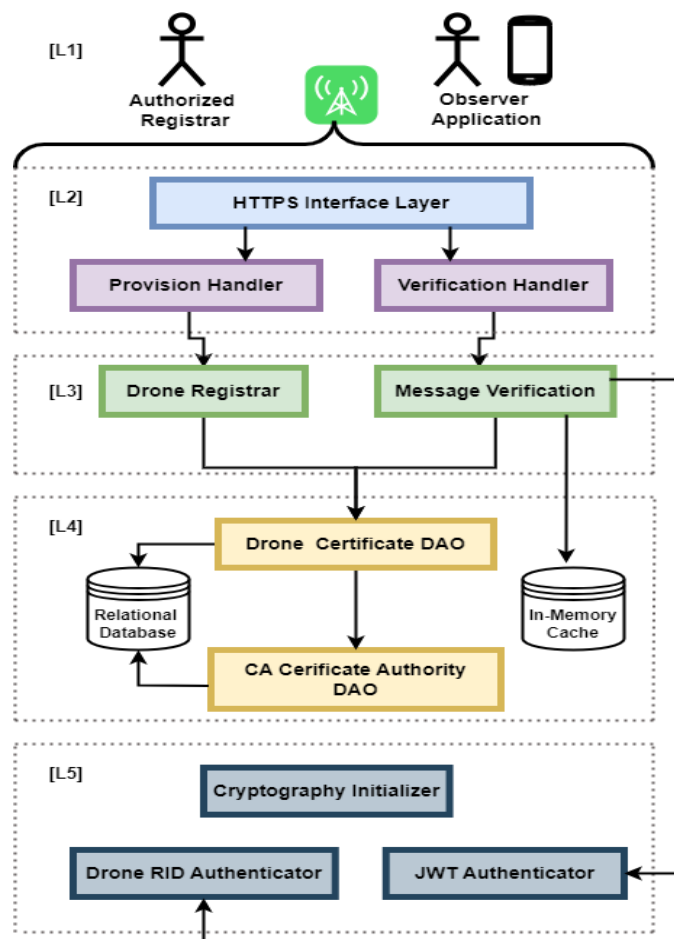 [L1]
Authorized
Registrar
Observer
Application
[L2]
HTTPS Interface Layer
Provision Handler
Verification Handler
[L3]
Drone Registrar
Message Verification
[L4]
Drone Certificate DAO
Relational
Database
In-Memory
Cache
CA Cerificate Authority
DAO
[L5]
Cryptography Initializer
Drone RID Authenticator
JWT Authenticator